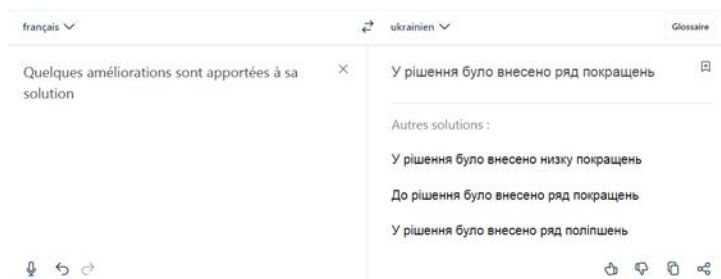 français
ukrainien
Glossaire
Quelques améliorations sont apportées à sa
solution
У рішення було внесено ряд покращень
Autres solutions :
У рішення було внесено низку покращень
До рішення було внесено ряд покращень
У рішення було внесено ряд поліпшень